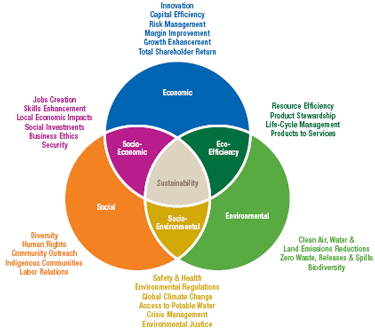 Innovation
Capital Efficiency
Risk Management
Margin Improvement
Growth Enhancement
Total Shareholder Return
Economic
Jobs Creation
Skills Enhancement
Local Economic Impacts
Social Investments
Business Ethics
Security
Resource Efficiency
Product Stewardship
Life-Cycle Management
Products to Services
Socio-
Economic
Eco-
Efficiency
Sustainability
Social
Socio-
Environmental
Environmental
Diversity
Human Rights
Community Outreach
Indigenous Communities
Labor Relations
Clean Air, Water &
Land Emissions Reductions
Zero Waste, Releases & Spills
Biodiversity
Safety & Health
Environmental Regulations
Global Climate Change
Access to Potable Water
Crisis Management
Environmental Justice